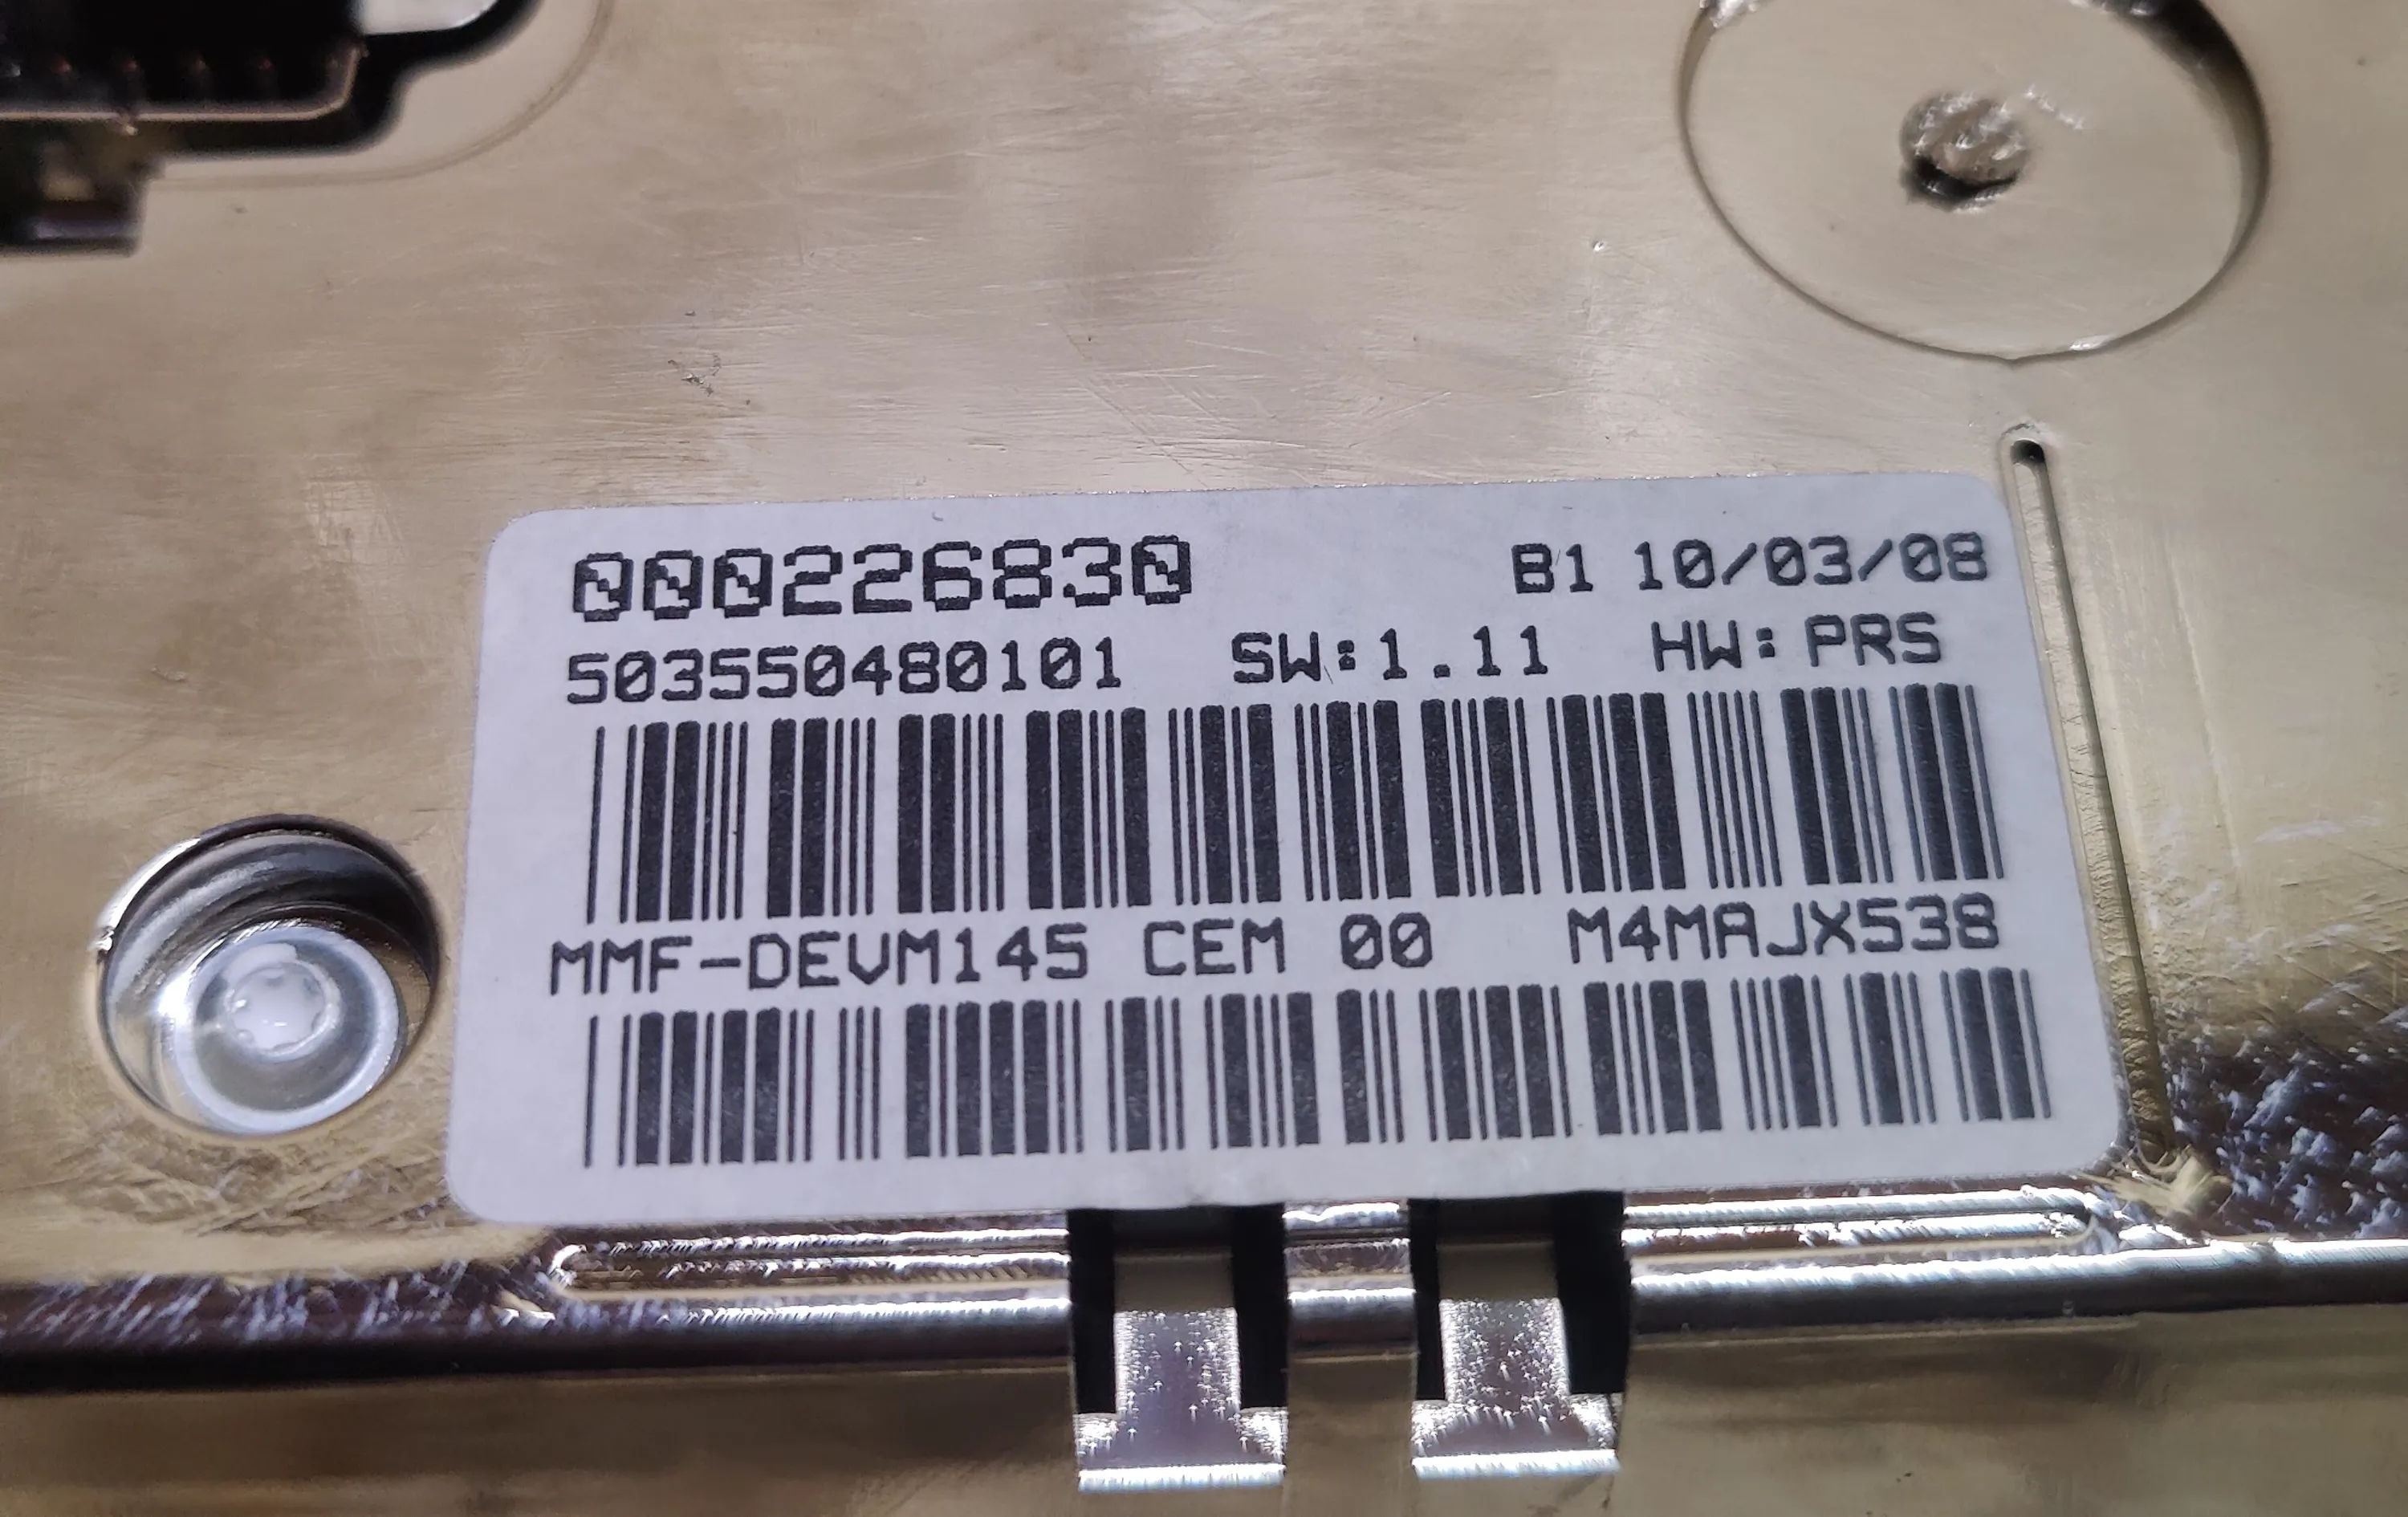 000226830 B1 10/03/08
503550480101 SW:1.11 HW:PRS
MMF-DEVM145 CEM 00 M4MAJX538